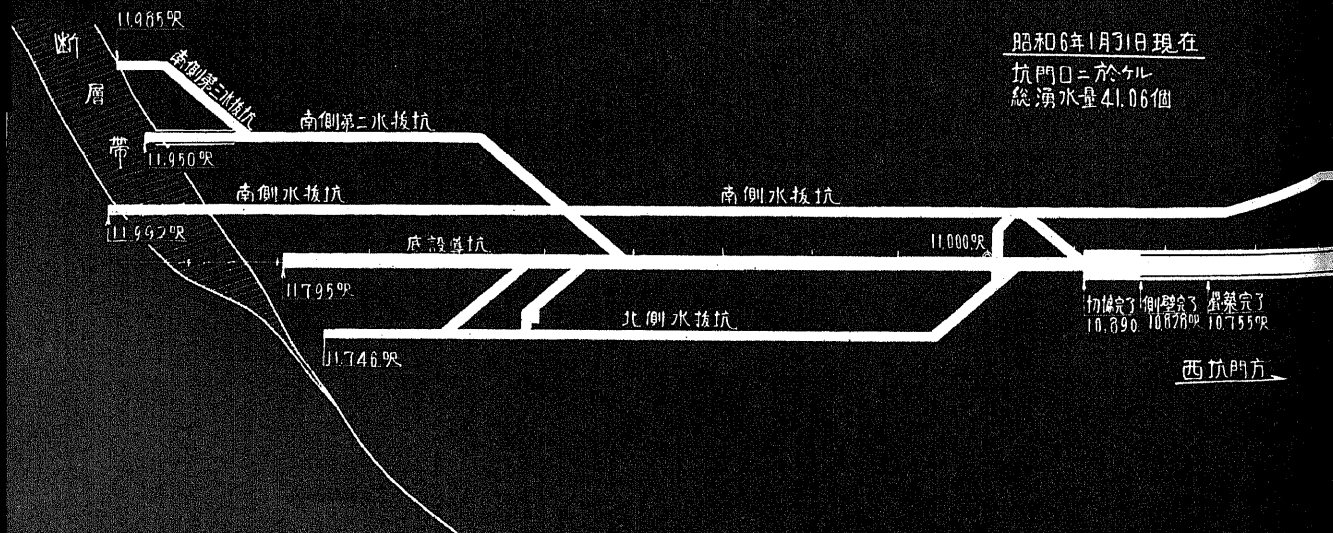 11.985呎
断層帯
南側第三水抜坑
南側第二水抜坑
11.950呎
昭和6年1月31日現在
坑門口ニ於ケル
総湧水量41.06個
南側水抜坑
南側水抜坑
11.992呎
底設導坑
11.000呎
11.795呎
北側水抜坑
11.746呎
切拡完了
10.890.
側壁完了
10.828呎
畳築完了
10.755呎
西坑門方